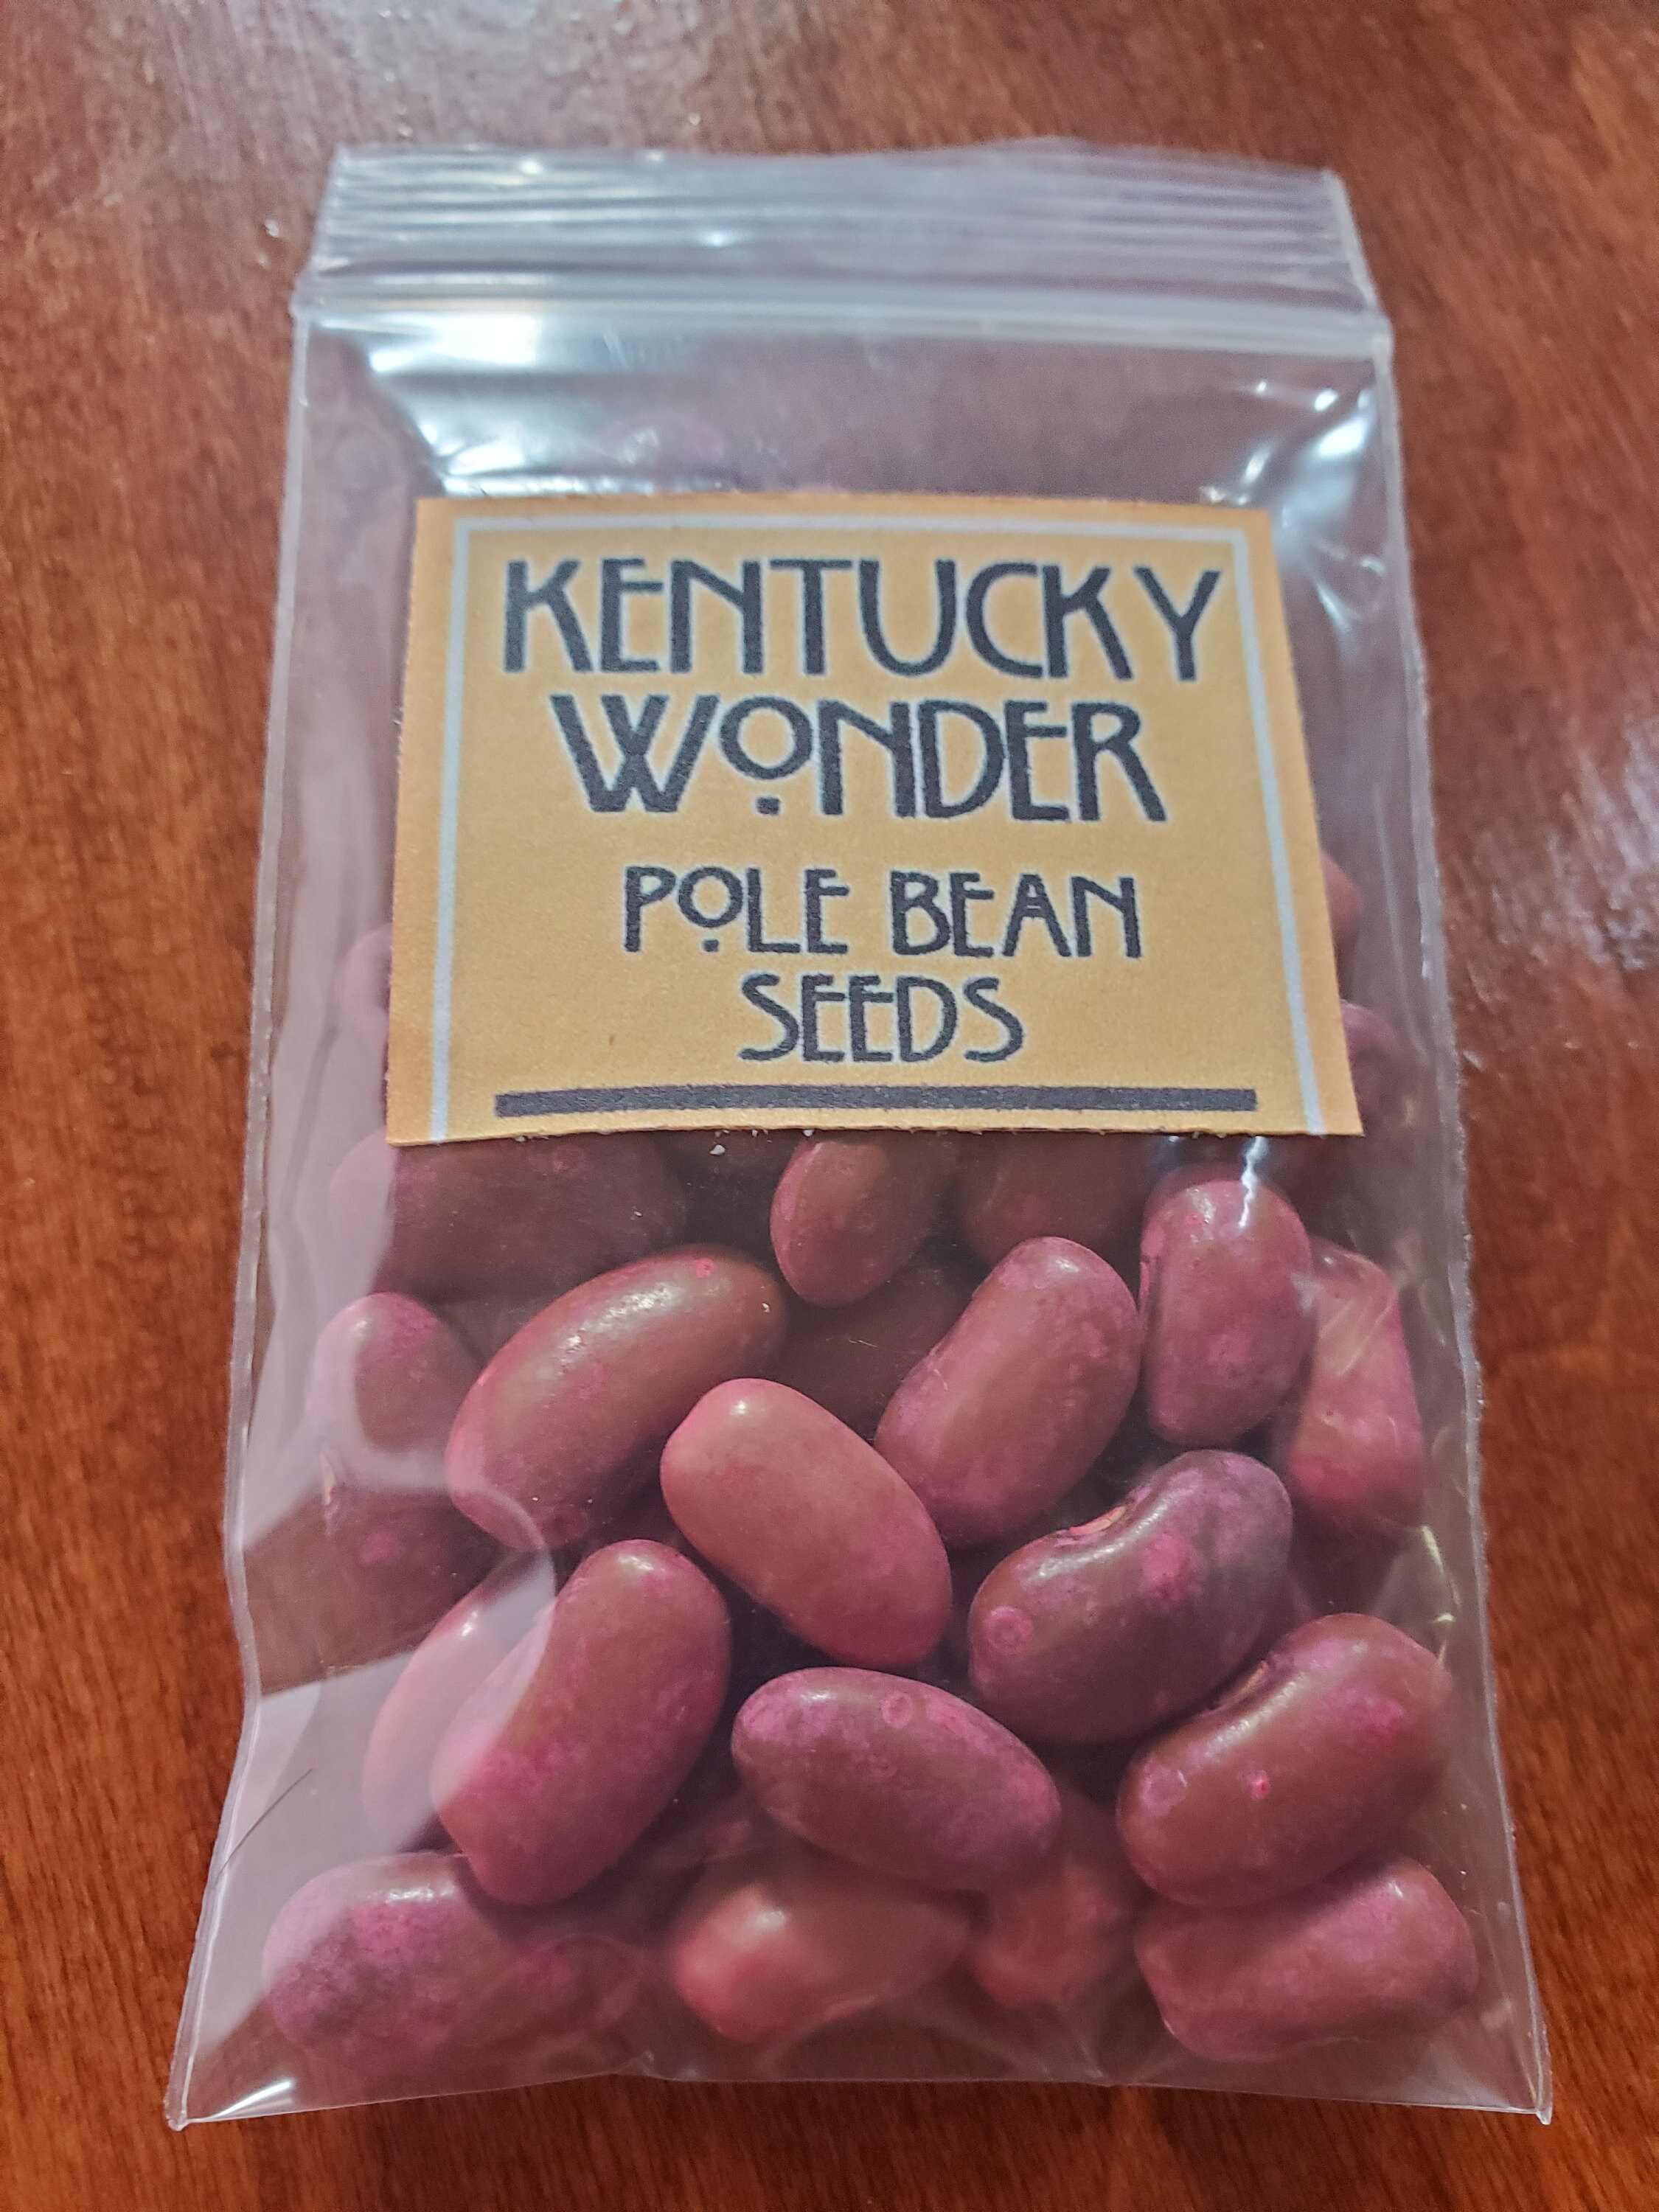 KENTUCKY
WONDER
POLE BEAN
SEEDS